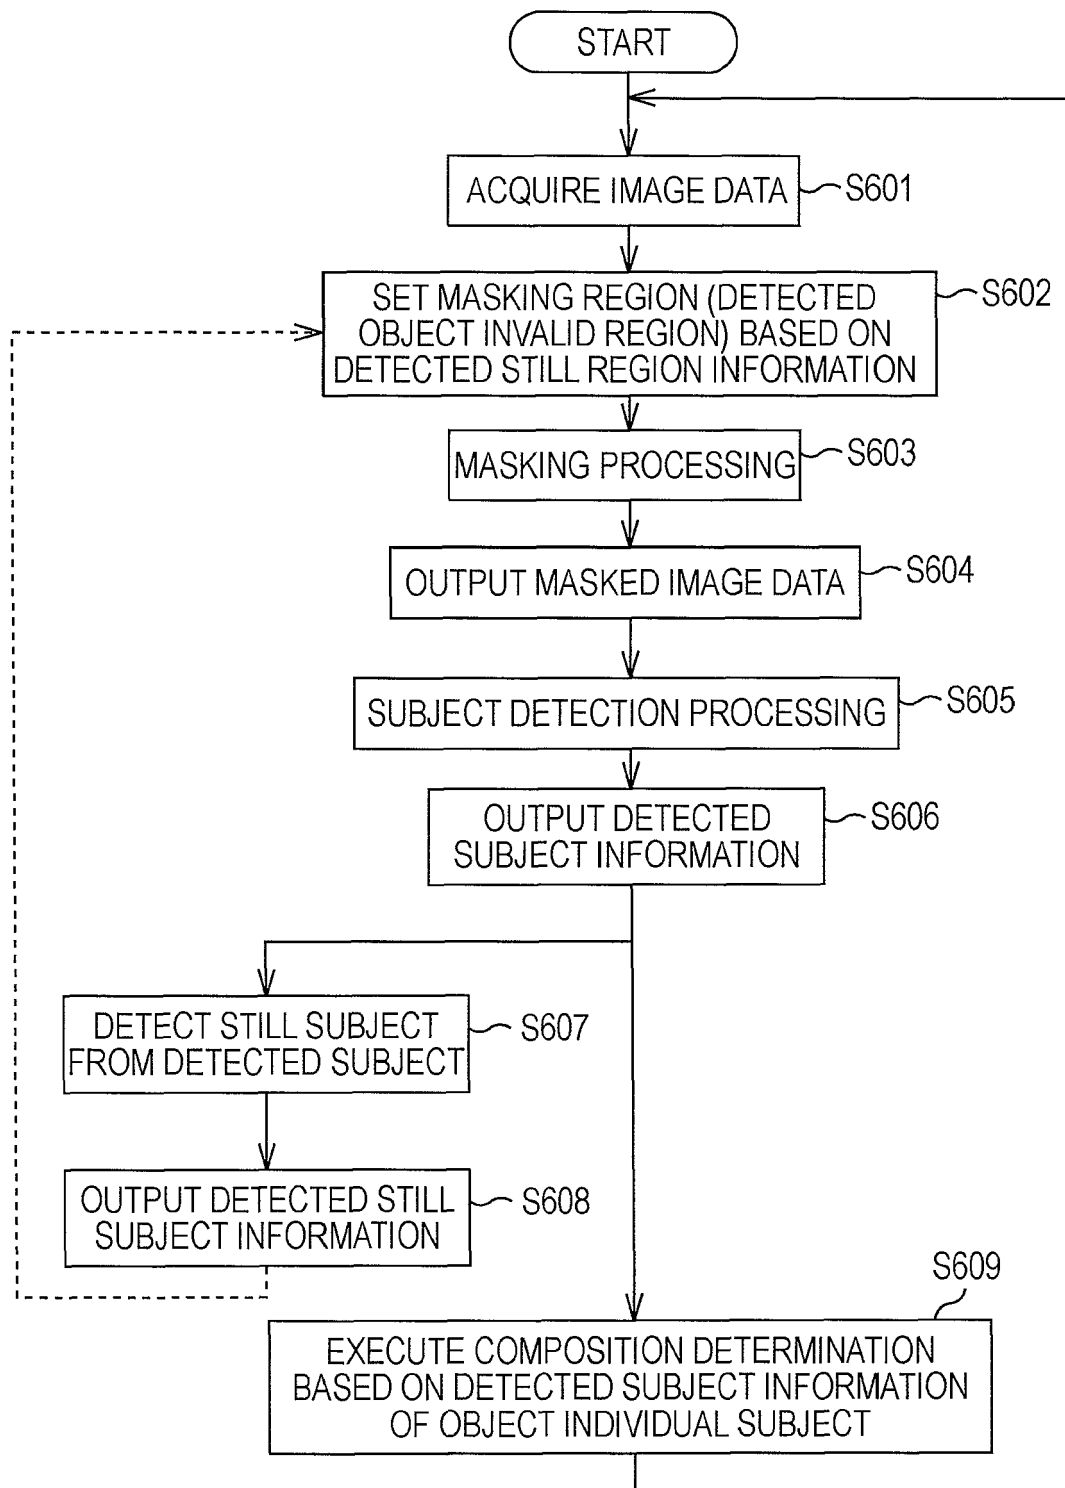 START
ACQUIRE IMAGE DATA
S601
SET MASKING REGION (DETECTED
OBJECT INVALID REGION) BASED ON
DETECTED STILL REGION INFORMATION
S602
MASKING PROCESSING
S603
OUTPUT MASKED IMAGE DATA
S604
SUBJECT DETECTION PROCESSING
S605
OUTPUT DETECTED
SUBJECT INFORMATION
S606
DETECT STILL SUBJECT
FROM DETECTED SUBJECT
S607
OUTPUT DETECTED STILL
SUBJECT INFORMATION
S608
S609
EXECUTE COMPOSITION DETERMINATION
BASED ON DETECTED SUBJECT INFORMATION
OF OBJECT INDIVIDUAL SUBJECT